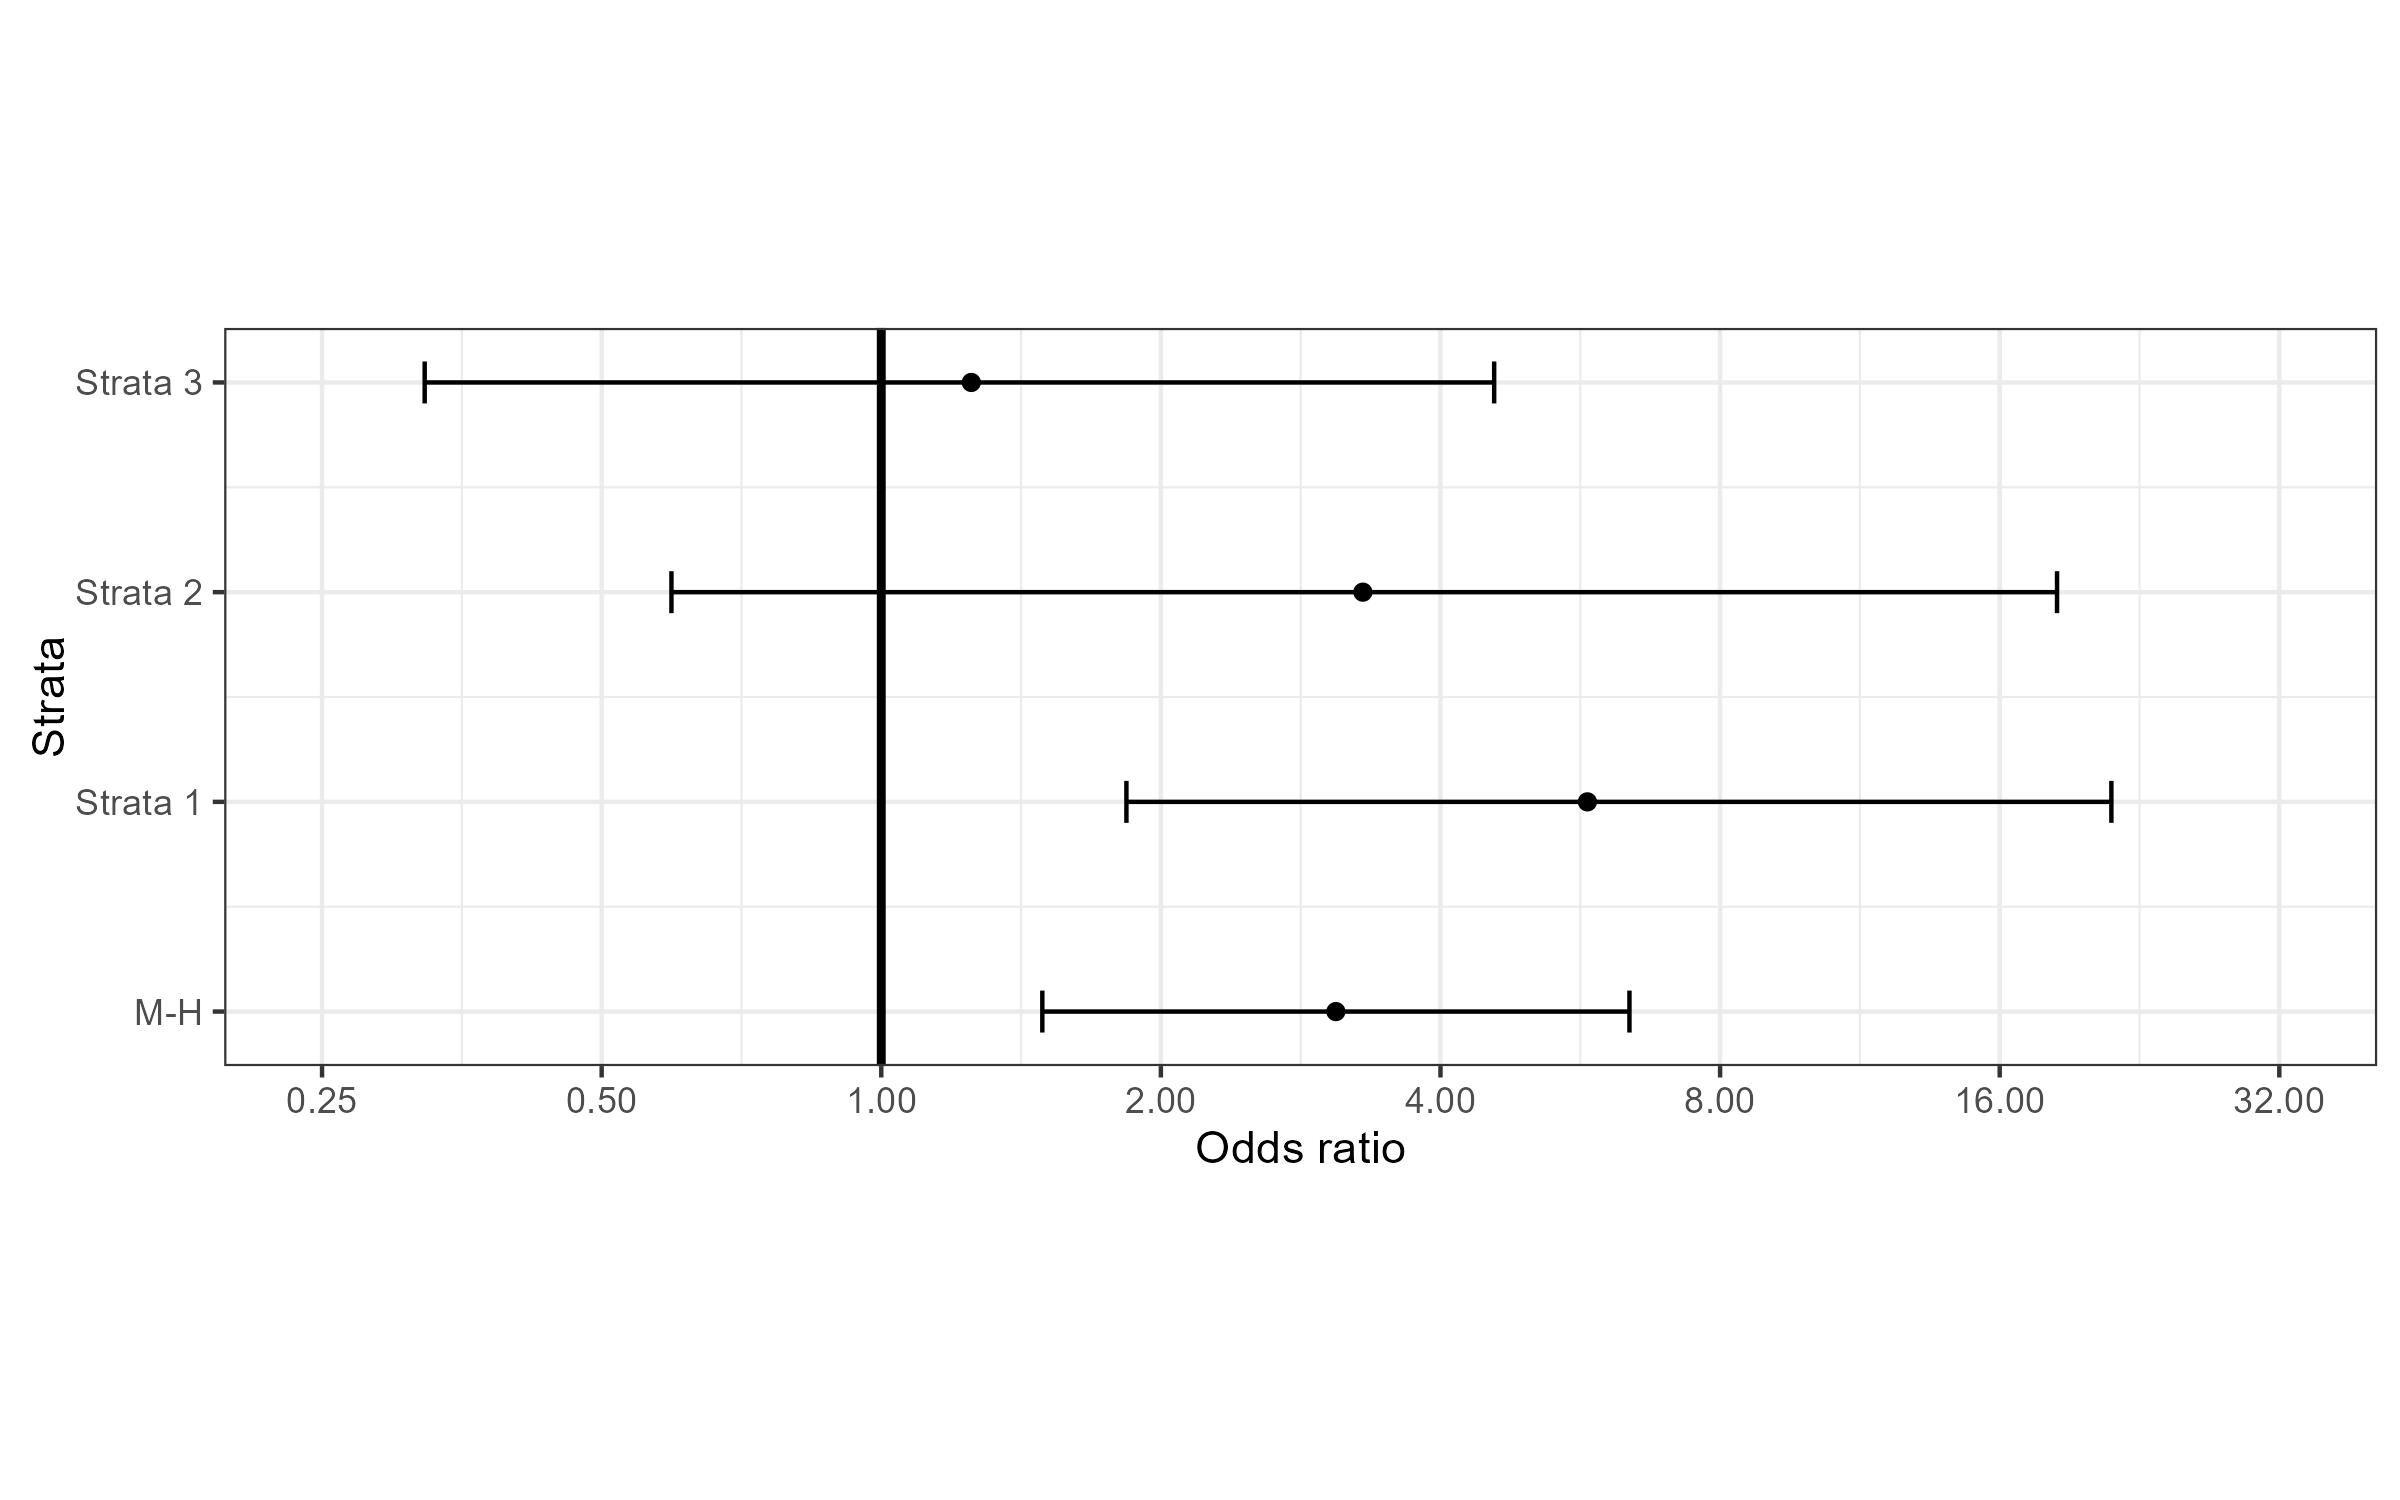 Strata 3
Strata 2
Strata
Strata 1
M-H
0.25 0.50 1.00 2.00 4.00 8.00 16.00 32.00
Odds ratio